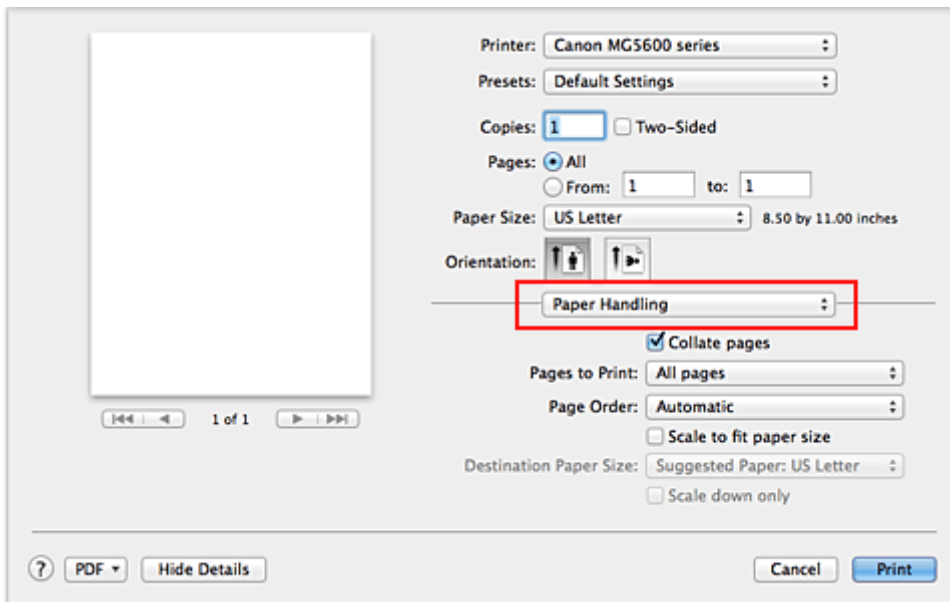 Printer: Canon MG5600 series
Presets: Default Settings
Copies: 1 Two-Sided
Pages: All
From: 1 to: 1
Paper Size: US Letter 8.50 by 11.00 inches
Orientation:
Paper Handling
Collate pages
Pages to Print: All pages
Page Order: Automatic
1 of 1
Scale to fit paper size
Destination Paper Size: Suggested Paper: US Letter
Scale down only
? PDF Hide Details Cancel Print